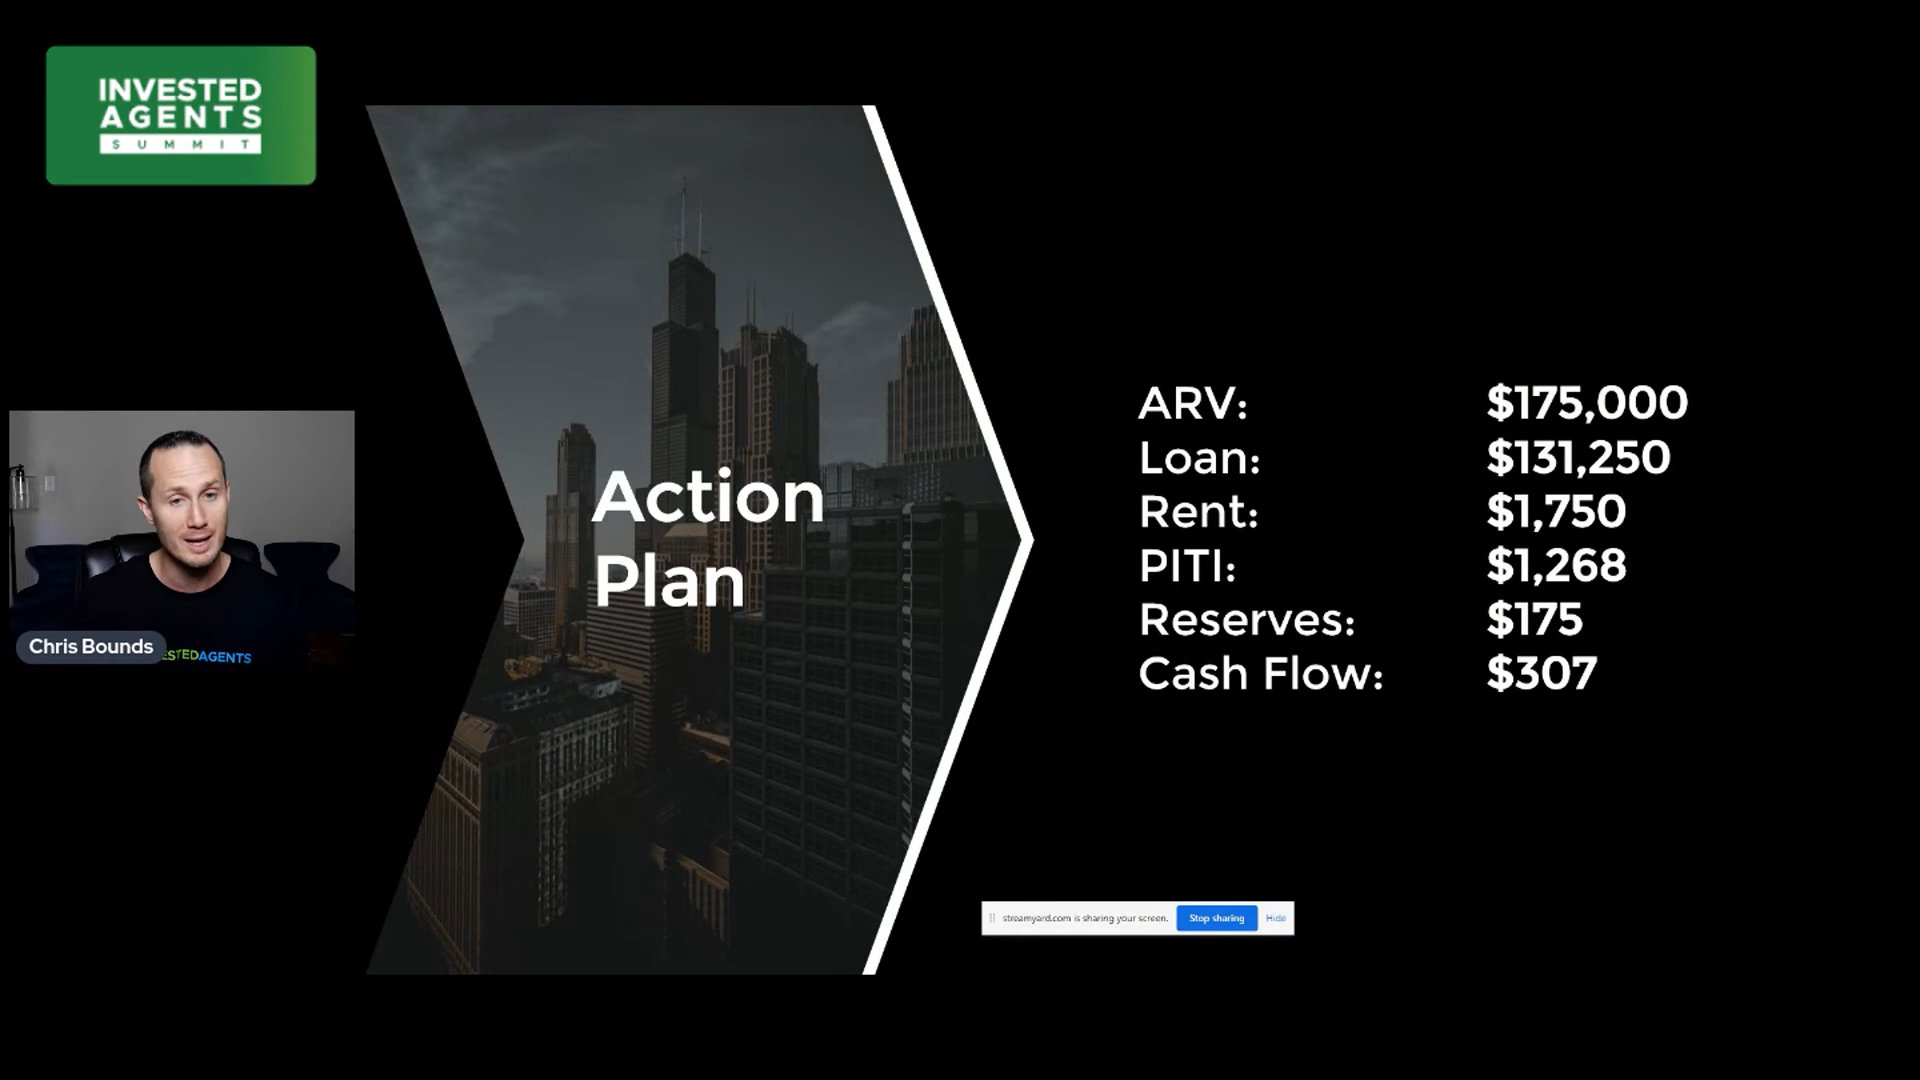 INVESTED
AGENTS
SUMMIT
Action
Plan
ARV: $175,000
Loan: $131,250
Rent: $1,750
PITI: $1,268
Reserves: $175
Cash Flow: $307
Chris Bounds
ESTEDAGENTS
streamyard.com is sharing your screen. Stop sharing Hide